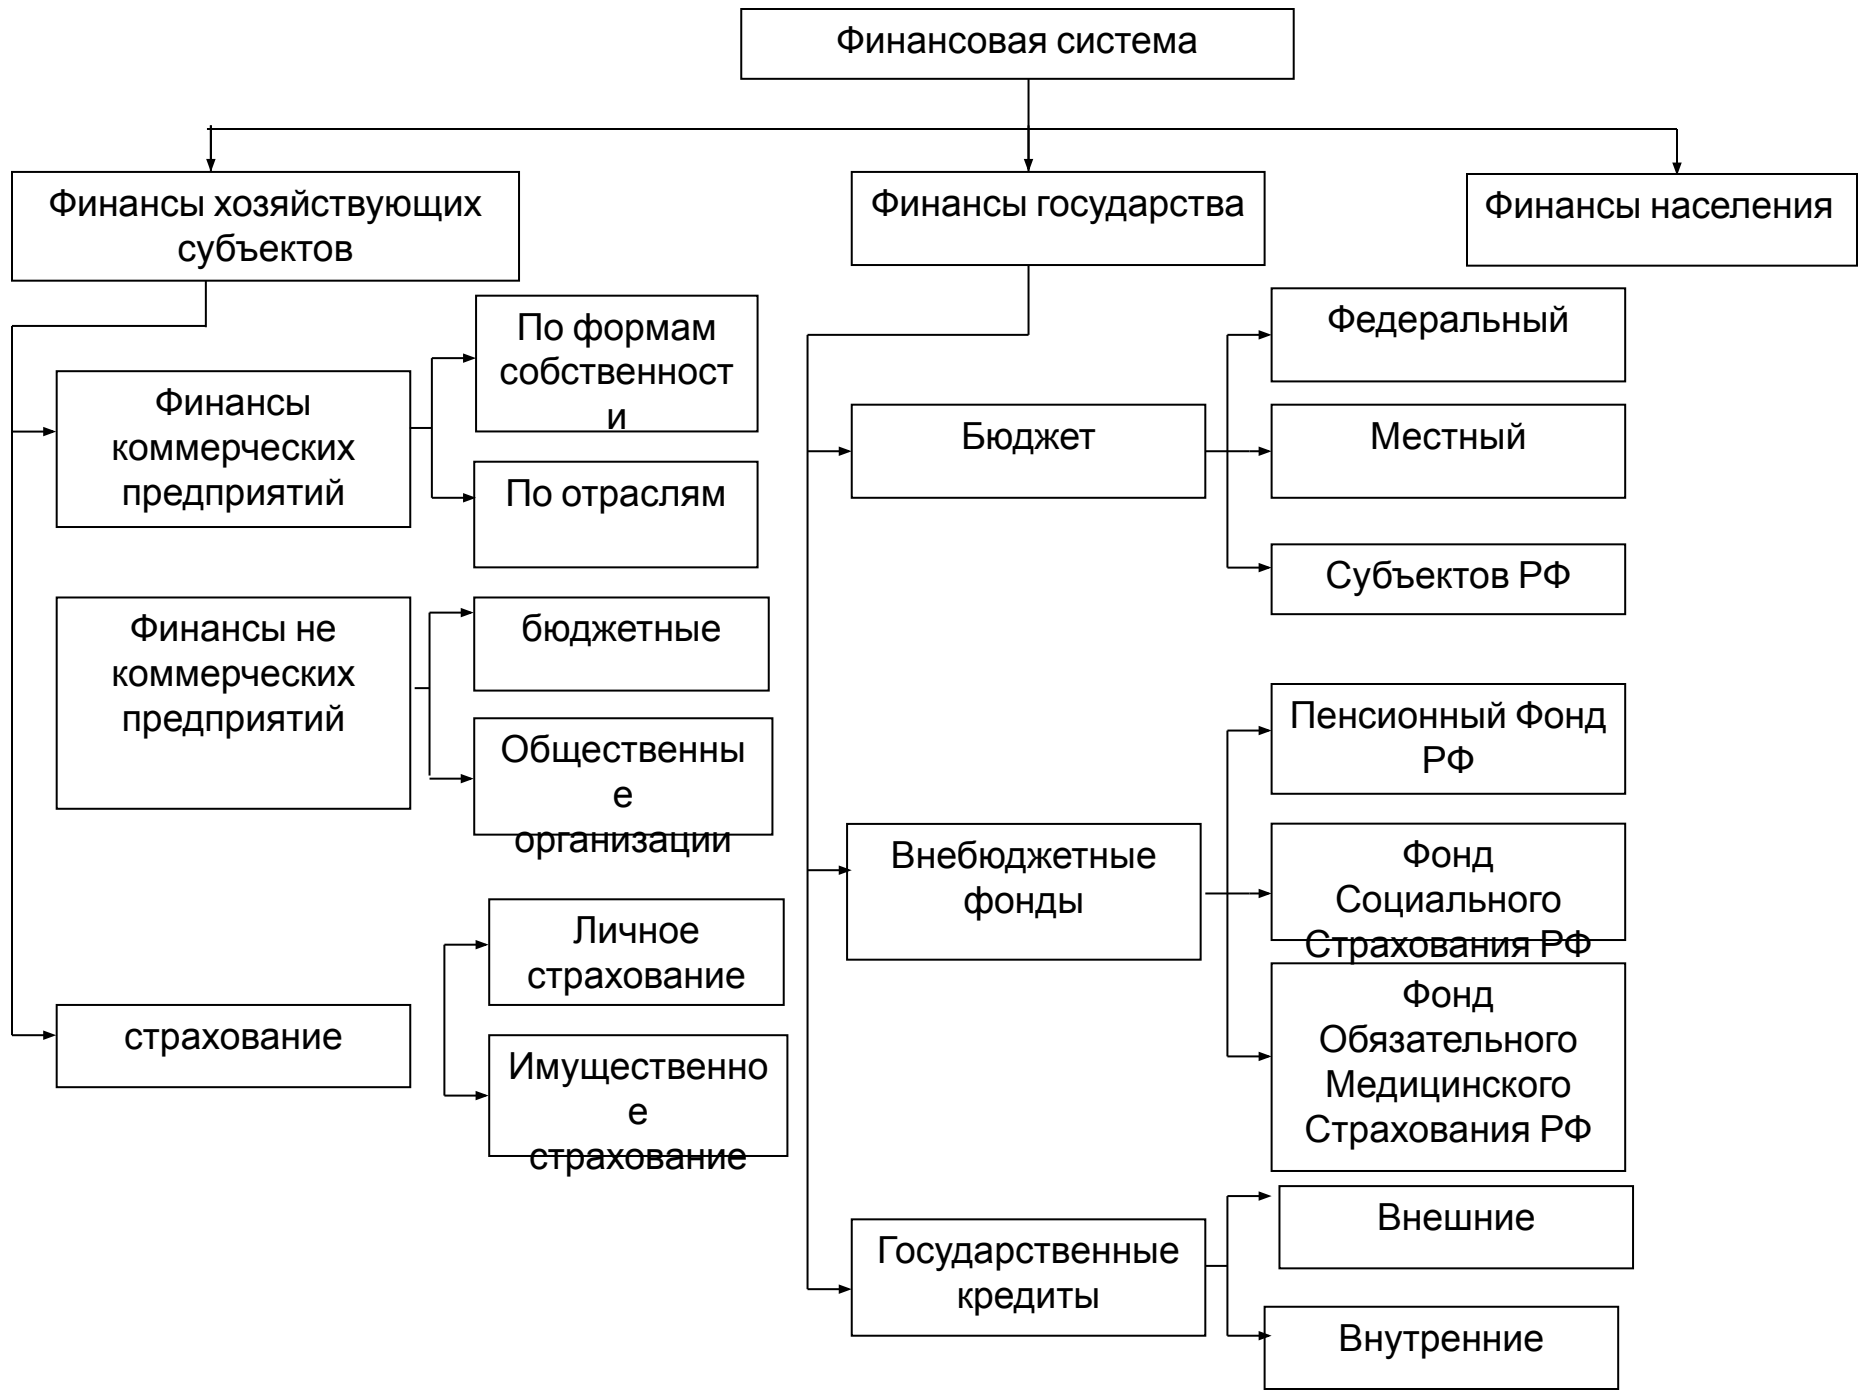 Финансовая система
Финансы хозяйствующих
субъектов
Финансы государства
Финансы населения
По формам
собственност
и
Финансы
коммерческих
предприятий
По отраслям
Финансы не
коммерческих
предприятий
бюджетные
Общественны
е
организации
Личное
страхование
страхование
Имущественно
е
страхование
Федеральный
Бюджет
Местный
Субъектов РФ
Пенсионный Фонд
РФ
Внебюджетные
фонды
Фонд
Социального
Страхования РФ
Фонд
Обязательного
Медицинского
Страхования РФ
Государственные
кредиты
Внешние
Внутренние